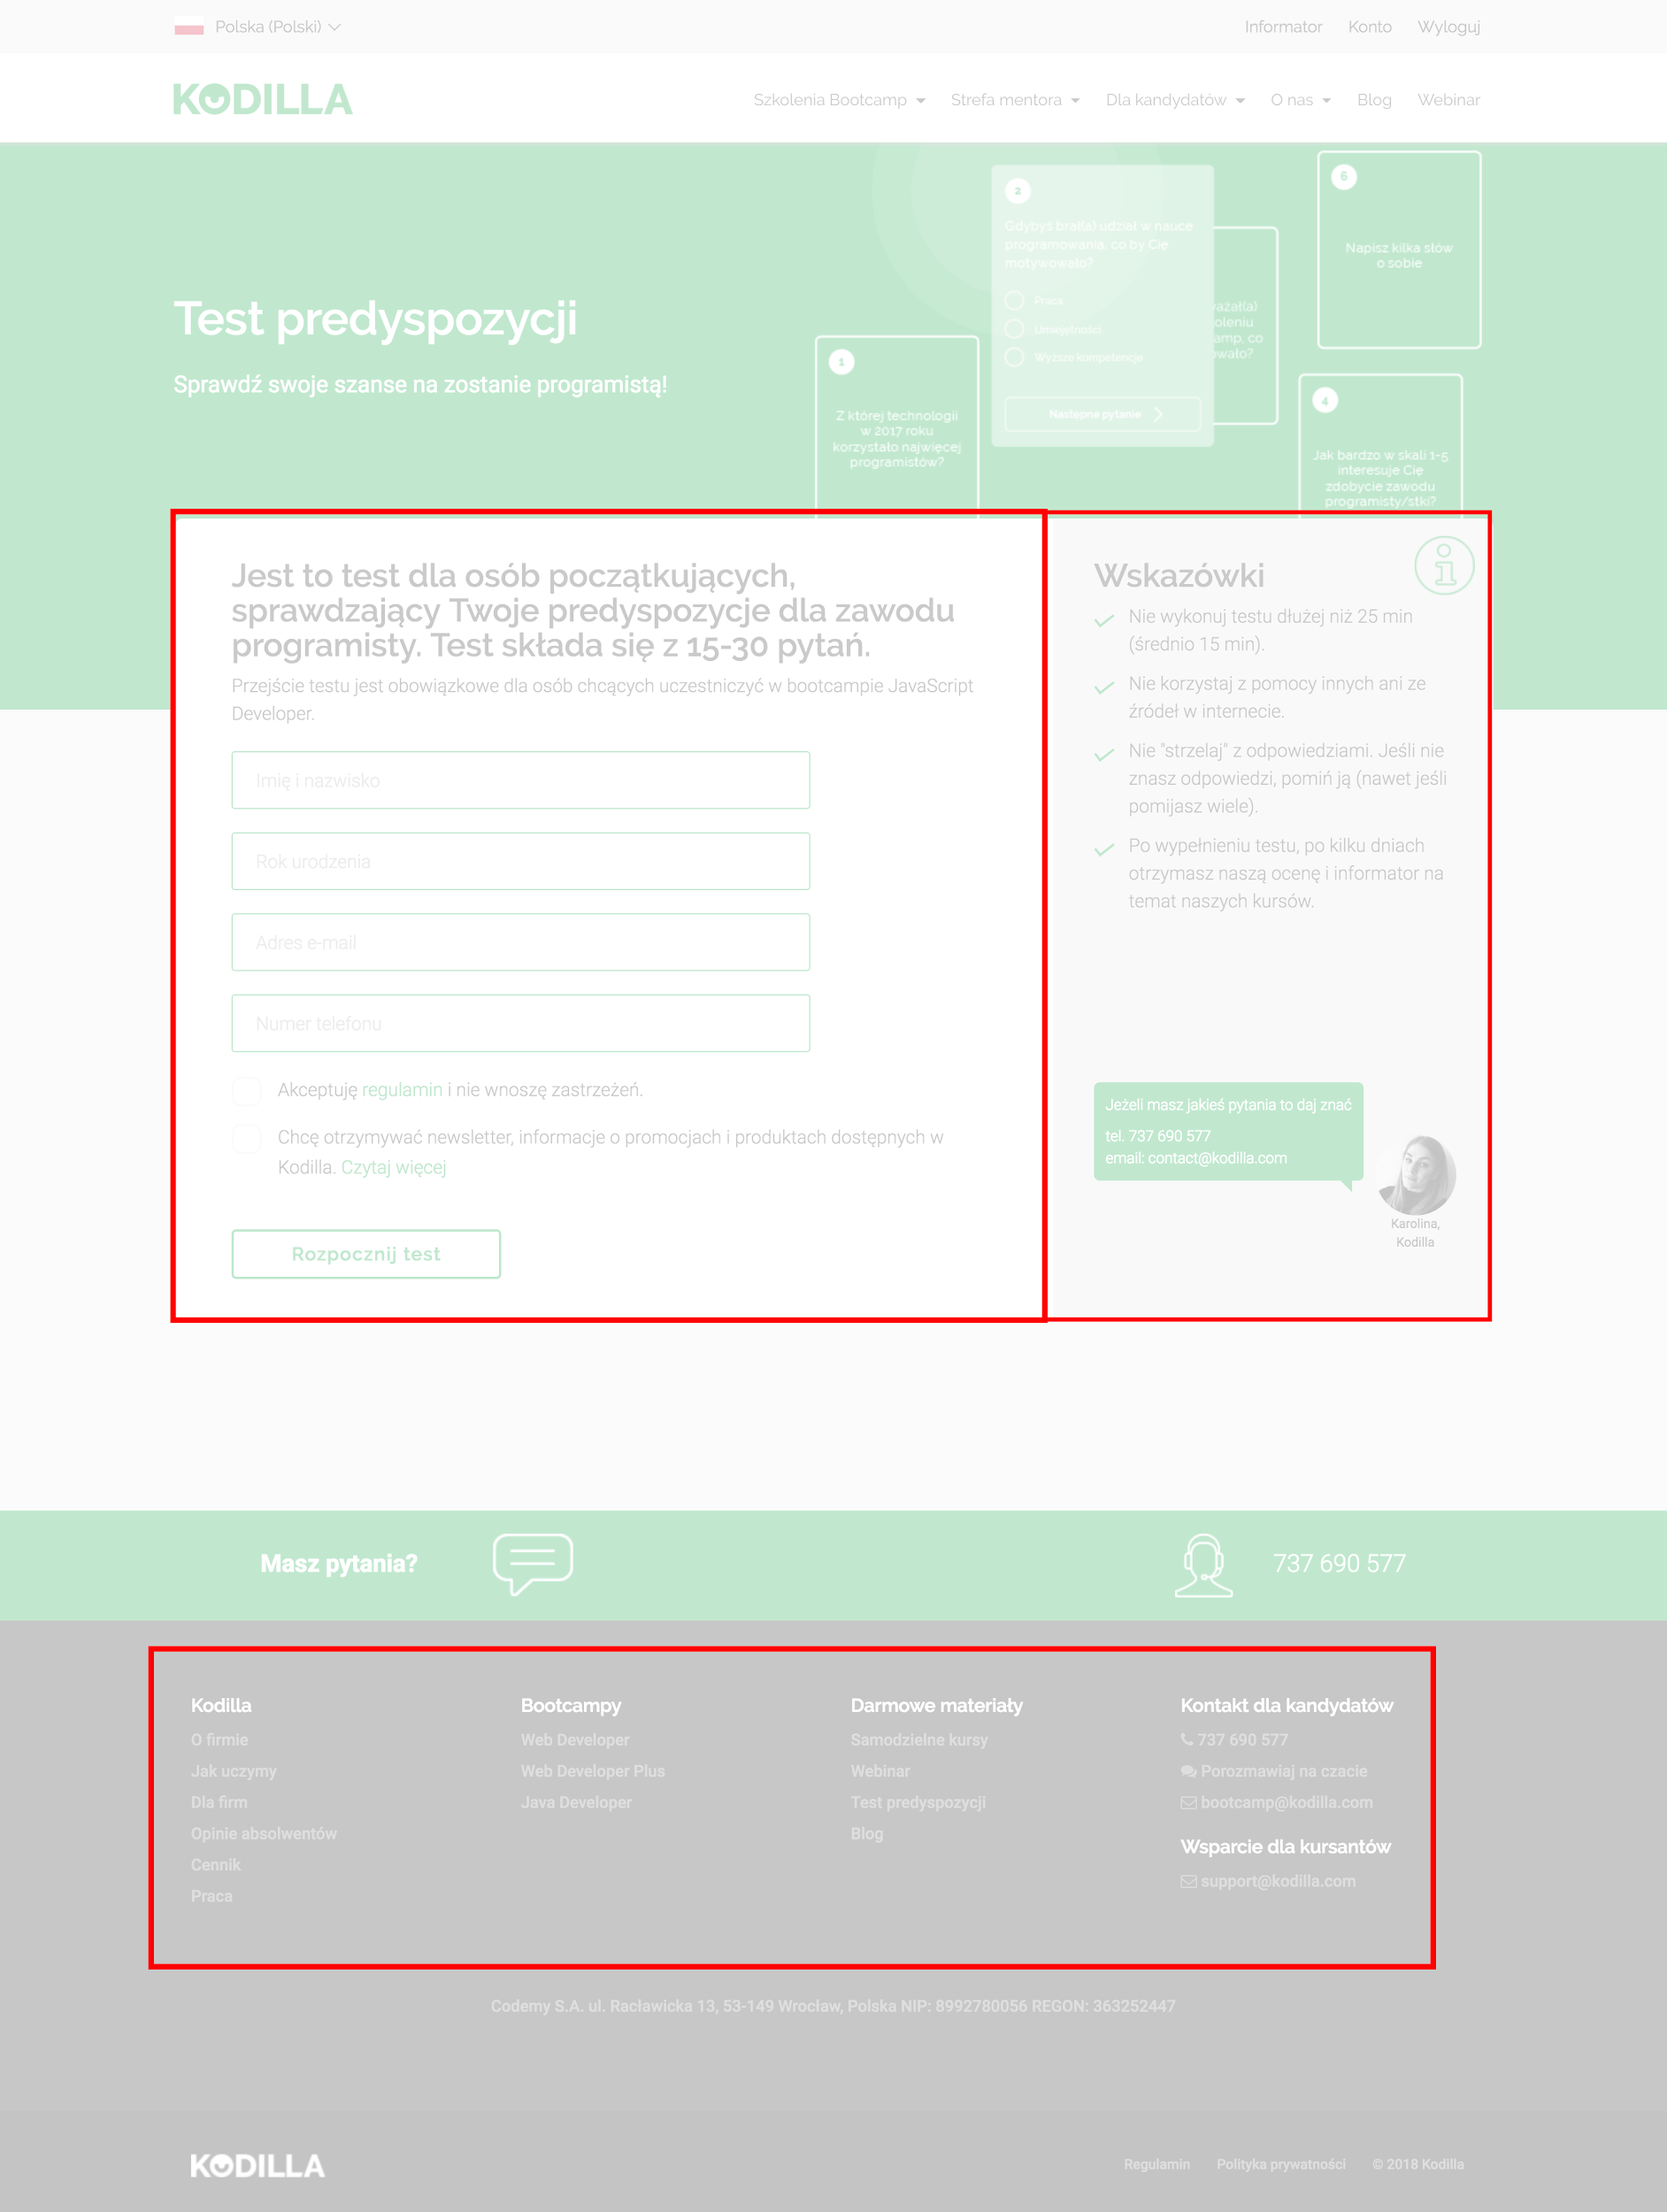 Polska (Polski)
Informator Konto Wyloguj
KODILLA
Szkolenia Bootcamp Strefa mentora Dla kandydatów O nas Blog Webinar
Test predyspozycji
Sprawdź swoje szanse na zostanie programistą!
1
Z której technologii
w 2017 roku
korzystało najwięcej
programistów?
2
Gdybyś brał(a) udział w nauce
programowania, co by Cię
motywowało?
Praca
Umiejętności
Wyższe kompetencje
Następne pytanie
6
Napisz kilka słów
o sobie
4
Jak bardzo w skali 1-5
interesuje Cię
zdobycie zawodu
programisty/stki?
Jest to test dla osób początkujących,
sprawdzający Twoje predyspozycje dla zawodu
programisty. Test składa się z 15-30 pytań.
Przejście testu jest obowiązkowe dla osób chcących uczestniczyć w bootcampie JavaScript
Developer.
Imię i nazwisko
Rok urodzenia
Adres e-mail
Numer telefonu
Akceptuję regulamin i nie wnoszę zastrzeżeń.
Chcę otrzymywać newsletter, informacje o promocjach i produktach dostępnych w
Kodilla. Czytaj więcej
Rozpocznij test
Wskazówki
Nie wykonuj testu dłużej niż 25 min
(średnio 15 min).
Nie korzystaj z pomocy innych ani ze
źródeł w internecie.
Nie "strzelaj" z odpowiedziami. Jeśli nie
znasz odpowiedzi, pomiń ją (nawet jeśli
pomijasz wiele).
Po wypełnieniu testu, po kilku dniach
otrzymasz naszą ocenę i informator na
temat naszych kursów.
Jeżeli masz jakieś pytania to daj znać
tel. 737 690 577
email: contact@kodilla.com
Karolina,
Kodilla
Masz pytania?
737 690 577
Kodilla
O firmie
Jak uczymy
Dla firm
Opinie absolwentów
Cennik
Praca
Bootcampy
Web Developer
Web Developer Plus
Java Developer
Darmowe materiały
Samodzielne kursy
Webinar
Test predyspozycji
Blog
Kontakt dla kandydatów
737 690 577
Porozmawiaj na czacie
bootcamp@kodilla.com
Wsparcie dla kursantów
support@kodilla.com
Codemy S.A. ul. Racławicka 13, 53-149 Wrocław, Polska NIP: 8992780056 REGON: 363252447
KODILLA
Regulamin Polityka prywatności © 2018 Kodilla